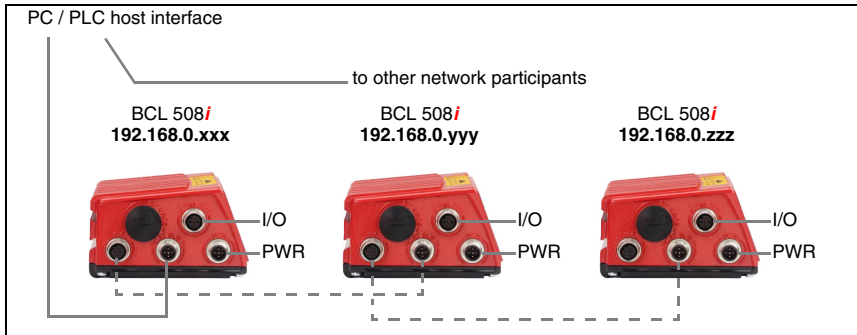 PC / PLC host interface
to other network participants
BCL 508i
192.168.0.xxx
BCL 508i
192.168.0.yyy
BCL 508i
192.168.0.zzz
I/O
PWR
I/O
PWR
I/O
PWR